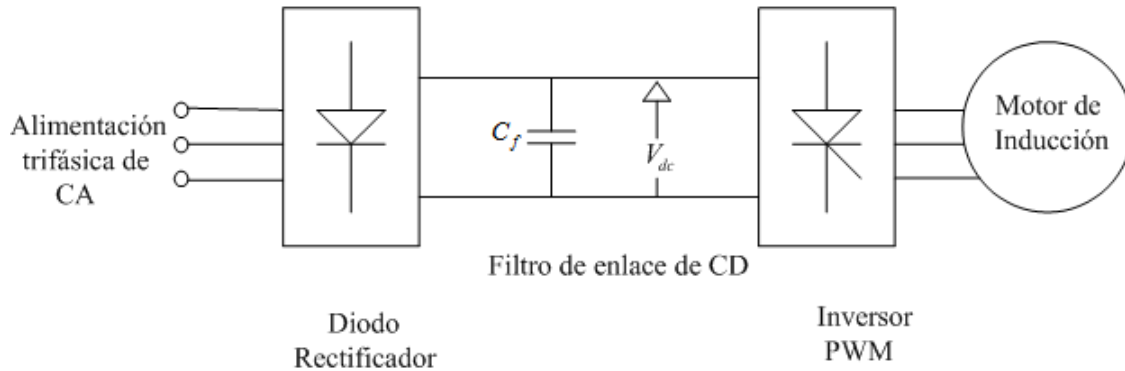 Alimentación
trifásica de
CA
C_f
V_dc
Motor de
Inducción
Filtro de enlace de CD
Diodo
Rectificador
Inversor
PWM